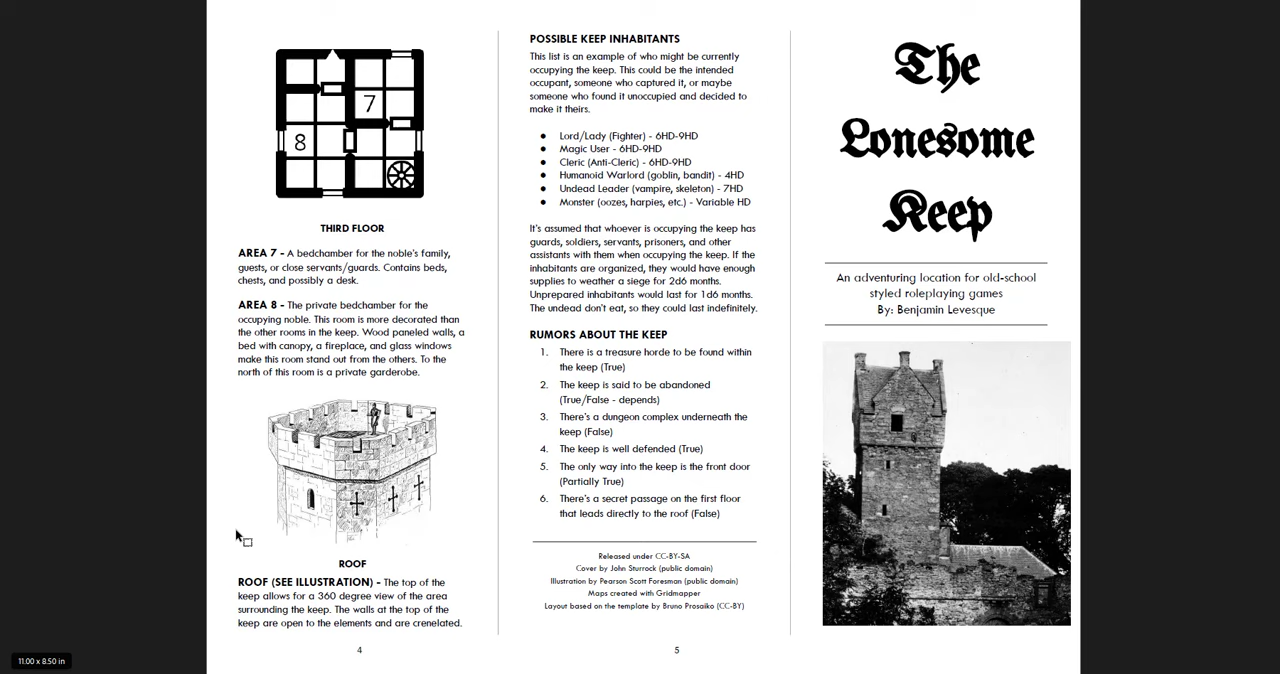 8
7
THIRD FLOOR
AREA 7 - A bedchamber for the noble's family,
guests, or close servants/guards. Contains beds,
chests, and possibly a desk.
AREA 8 - The private bedchamber for the
occupying noble. This room is more decorated than
the other rooms in the keep. Wood paneled walls, a
bed with canopy, a fireplace, and glass windows
make this room stand out from the others. To the
north of this room is a private garderobe.
ROOF
ROOF (SEE ILLUSTRATION) - The top of the
keep allows for a 360 degree view of the area
surrounding the keep. The walls at the top of the
keep are open to the elements and are crenelated.
4
POSSIBLE KEEP INHABITANTS
This list is an example of who might be currently
occupying the keep. This could be the intended
occupant, someone who captured it, or maybe
someone who found it unoccupied and decided to
make it theirs.
● Lord/Lady (Fighter) - 6HD-9HD
● Magic User - 6HD-9HD
● Cleric (Anti-Cleric) - 6HD-9HD
● Humanoid Warlord (goblin, bandit) - 4HD
● Undead Leader (vampire, skeleton) - 7HD
● Monster (oozes, harpies, etc.) - Variable HD
It's assumed that whoever is occupying the keep has
guards, soldiers, servants, prisoners, and other
assistants with them when occupying the keep. If the
inhabitants are organized, they would have enough
supplies to weather a siege for 2d6 months.
Unprepared inhabitants would last for 1d6 months.
The undead don't eat, so they could last indefinitely.
RUMORS ABOUT THE KEEP
1. There is a treasure horde to be found within
the keep (True)
2. The keep is said to be abandoned
(True/False - depends)
3. There's a dungeon complex underneath the
keep (False)
4. The keep is well defended (True)
5. The only way into the keep is the front door
(Partially True)
6. There's a secret passage on the first floor
that leads directly to the roof (False)
Released under CC-BY-SA
Cover by John Sturrock (public domain)
Illustration by Pearson Scott Foresman (public domain)
Maps created with Gridmapper
Layout based on the template by Bruno Prosaiko (CC-BY)
5
The
Lonesome
Keep
An adventuring location for old-school
styled roleplaying games
By: Benjamin Levesque
11.00 x 8.50 in